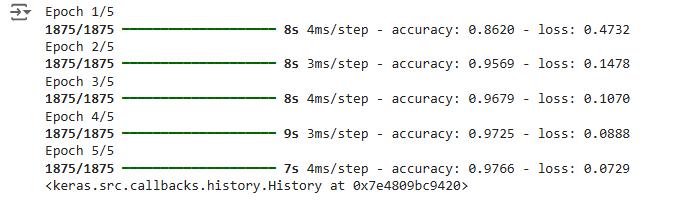 Epoch 1/5
1875/1875 ━━━━━━━━━━━━━━━━━━━━ 8s 4ms/step - accuracy: 0.8620 - loss: 0.4732
Epoch 2/5
1875/1875 ━━━━━━━━━━━━━━━━━━━━ 8s 3ms/step - accuracy: 0.9569 - loss: 0.1478
Epoch 3/5
1875/1875 ━━━━━━━━━━━━━━━━━━━━ 8s 4ms/step - accuracy: 0.9679 - loss: 0.1070
Epoch 4/5
1875/1875 ━━━━━━━━━━━━━━━━━━━━ 9s 3ms/step - accuracy: 0.9725 - loss: 0.0888
Epoch 5/5
1875/1875 ━━━━━━━━━━━━━━━━━━━━ 7s 4ms/step - accuracy: 0.9766 - loss: 0.0729
<keras.src.callbacks.history.History at 0x7e4809bc9420>